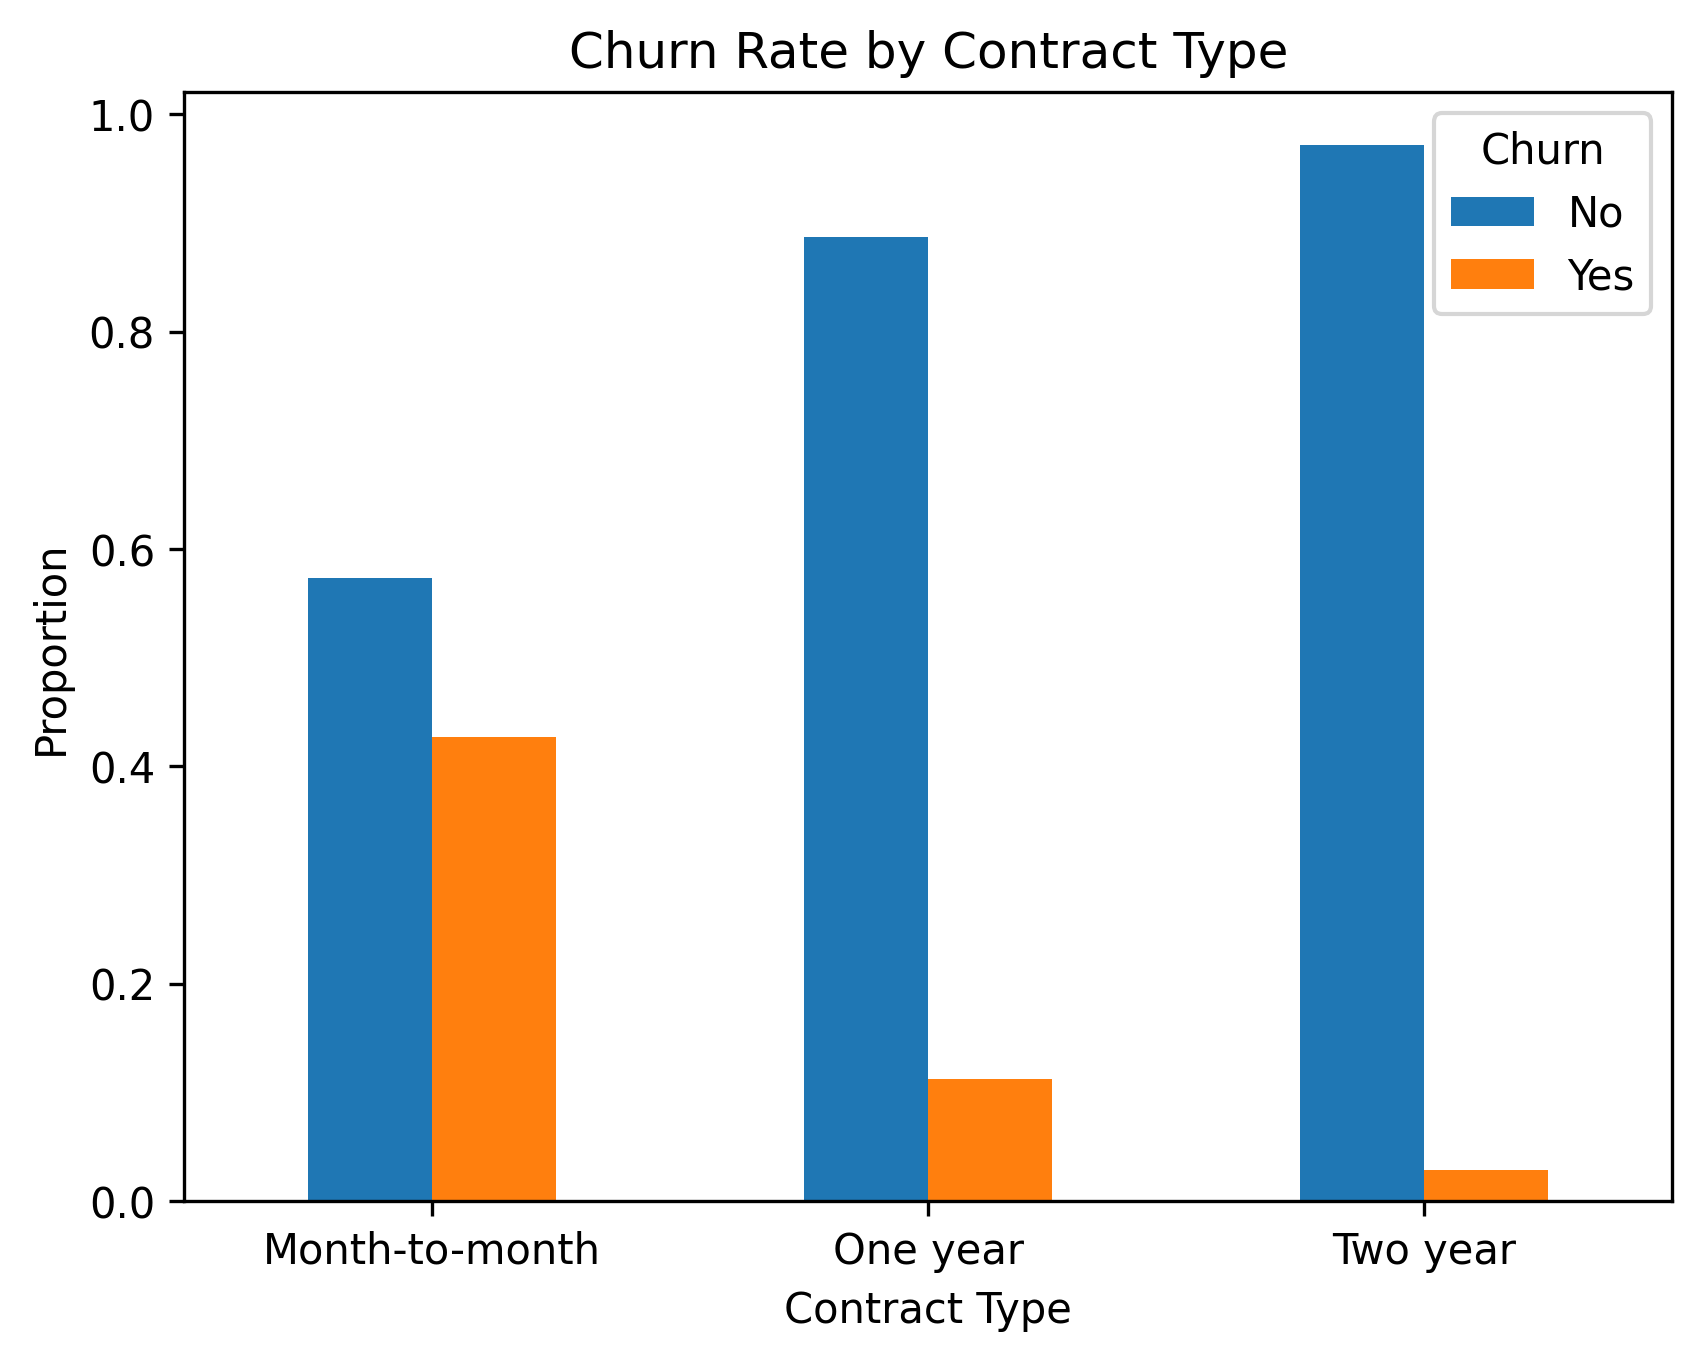 Churn Rate by Contract Type
Churn
No
Yes
Proportion
1.0
0.8
0.6
0.4
0.2
0.0
Month-to-month
One year
Two year
Contract Type